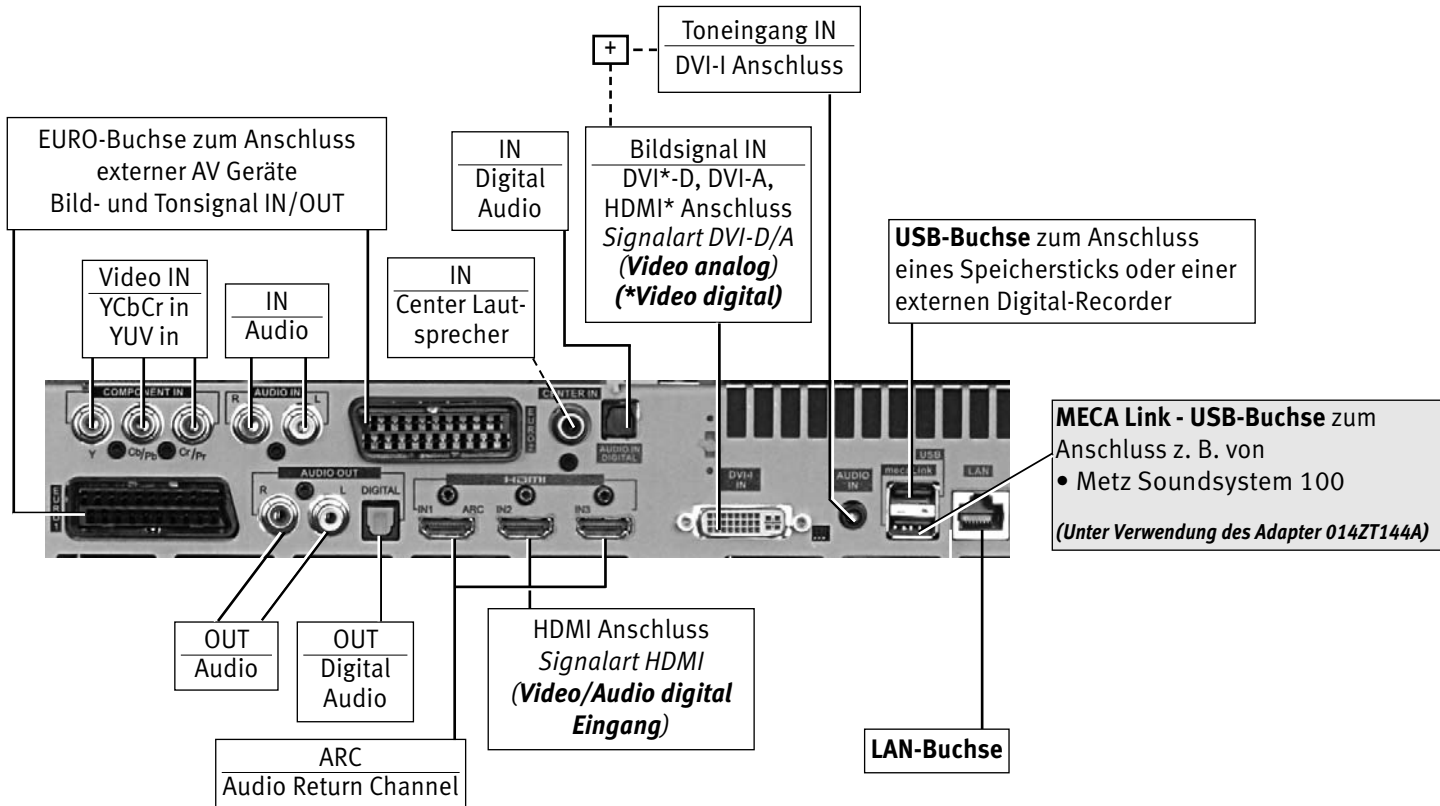 Toneingang IN
DVI-I Anschluss
+
EURO-Buchse zum Anschluss
externer AV Geräte
Bild- und Tonsignal IN/OUT
IN
Digital
Audio
Bildsignal IN
DVI*-D, DVI-A,
HDMI* Anschluss
Signalart DVI-D/A
(Video analog)
(*Video digital)
USB-Buchse zum Anschluss
eines Speichersticks oder einer
externen Digital-Recorder
Video IN
YCbCr in
YUV in
IN
Audio
IN
Center Laut-
sprecher
MECA Link - USB-Buchse zum
Anschluss z. B. von
• Metz Soundsystem 100
(Unter Verwendung des Adapter 014ZT144A)
COMPONENT IN
Y
Cb/Pb
Cr/Pr
AUDIO IN
R
L
EURO2
CENTER IN
AUDIO IN
DIGITAL
EURO1
AUDIO OUT
R
L
DIGITAL
HDMI
IN1
ARC
IN2
IN3
DVI-I
IN
AUDIO
IN
USB
mecaLink
LAN
OUT
Audio
OUT
Digital
Audio
HDMI Anschluss
Signalart HDMI
(Video/Audio digital
Eingang)
ARC
Audio Return Channel
LAN-Buchse